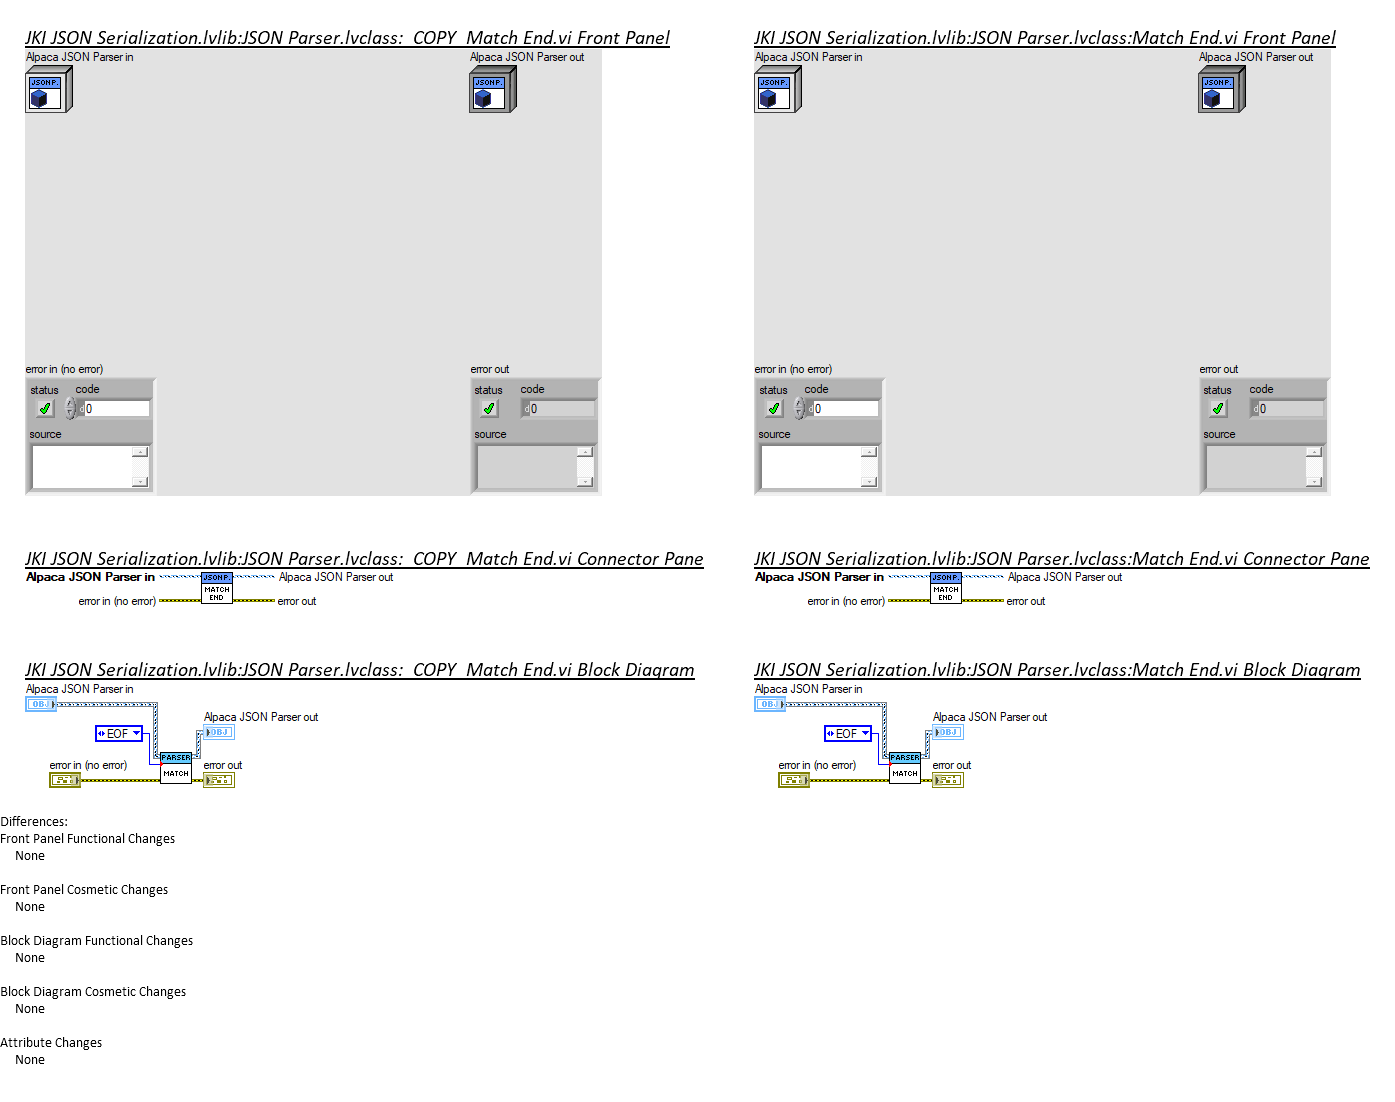 JKI JSON Serialization.lvlib:JSON Parser.lvclass:  COPY  Match End.vi Front Panel
Alpaca JSON Parser in
Alpaca JSON Parser out
JSON P.
JSON P.
error in (no error)
error out
status
code
status
code
d 0
d 0
source
source
JKI JSON Serialization.lvlib:JSON Parser.lvclass:Match End.vi Front Panel
Alpaca JSON Parser in
Alpaca JSON Parser out
JSON P.
JSON P.
error in (no error)
error out
status
code
status
code
d 0
d 0
source
source
JKI JSON Serialization.lvlib:JSON Parser.lvclass:  COPY  Match End.vi Connector Pane
Alpaca JSON Parser in
JSON P.
Alpaca JSON Parser out
MATCH
END
error in (no error)
error out
JKI JSON Serialization.lvlib:JSON Parser.lvclass:Match End.vi Connector Pane
Alpaca JSON Parser in
JSON P.
Alpaca JSON Parser out
MATCH
END
error in (no error)
error out
JKI JSON Serialization.lvlib:JSON Parser.lvclass:  COPY  Match End.vi Block Diagram
Alpaca JSON Parser in
OBJ
Alpaca JSON Parser out
OBJ
EOF
PARSER
MATCH
error in (no error)
error out
JKI JSON Serialization.lvlib:JSON Parser.lvclass:Match End.vi Block Diagram
Alpaca JSON Parser in
OBJ
Alpaca JSON Parser out
OBJ
EOF
PARSER
MATCH
error in (no error)
error out
Differences:
Front Panel Functional Changes
None
Front Panel Cosmetic Changes
None
Block Diagram Functional Changes
None
Block Diagram Cosmetic Changes
None
Attribute Changes
None